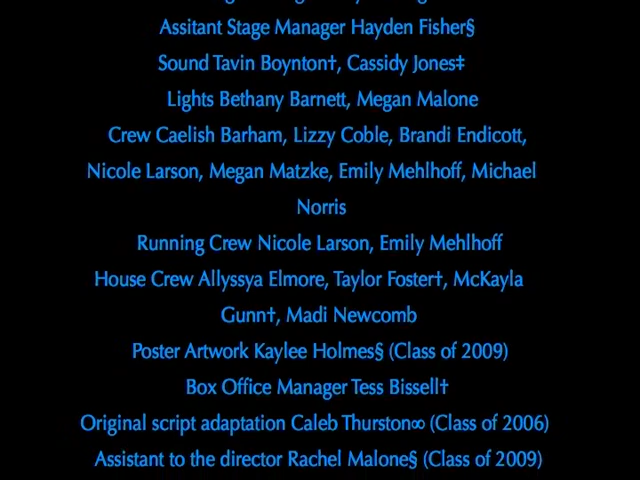 Assitant Stage Manager Hayden Fisher§
Sound Tavin Boynton†, Cassidy Jones‡
Lights Bethany Barnett, Megan Malone
Crew Caelish Barham, Lizzy Coble, Brandi Endicott,
Nicole Larson, Megan Matzke, Emily Mehlhoff, Michael
Norris
Running Crew Nicole Larson, Emily Mehlhoff
House Crew Allyssya Elmore, Taylor Foster†, McKayla
Gunn†, Madi Newcomb
Poster Artwork Kaylee Holmes§ (Class of 2009)
Box Office Manager Tess Bissell†
Original script adaptation Caleb Thurston∞ (Class of 2006)
Assistant to the director Rachel Malone§ (Class of 2009)